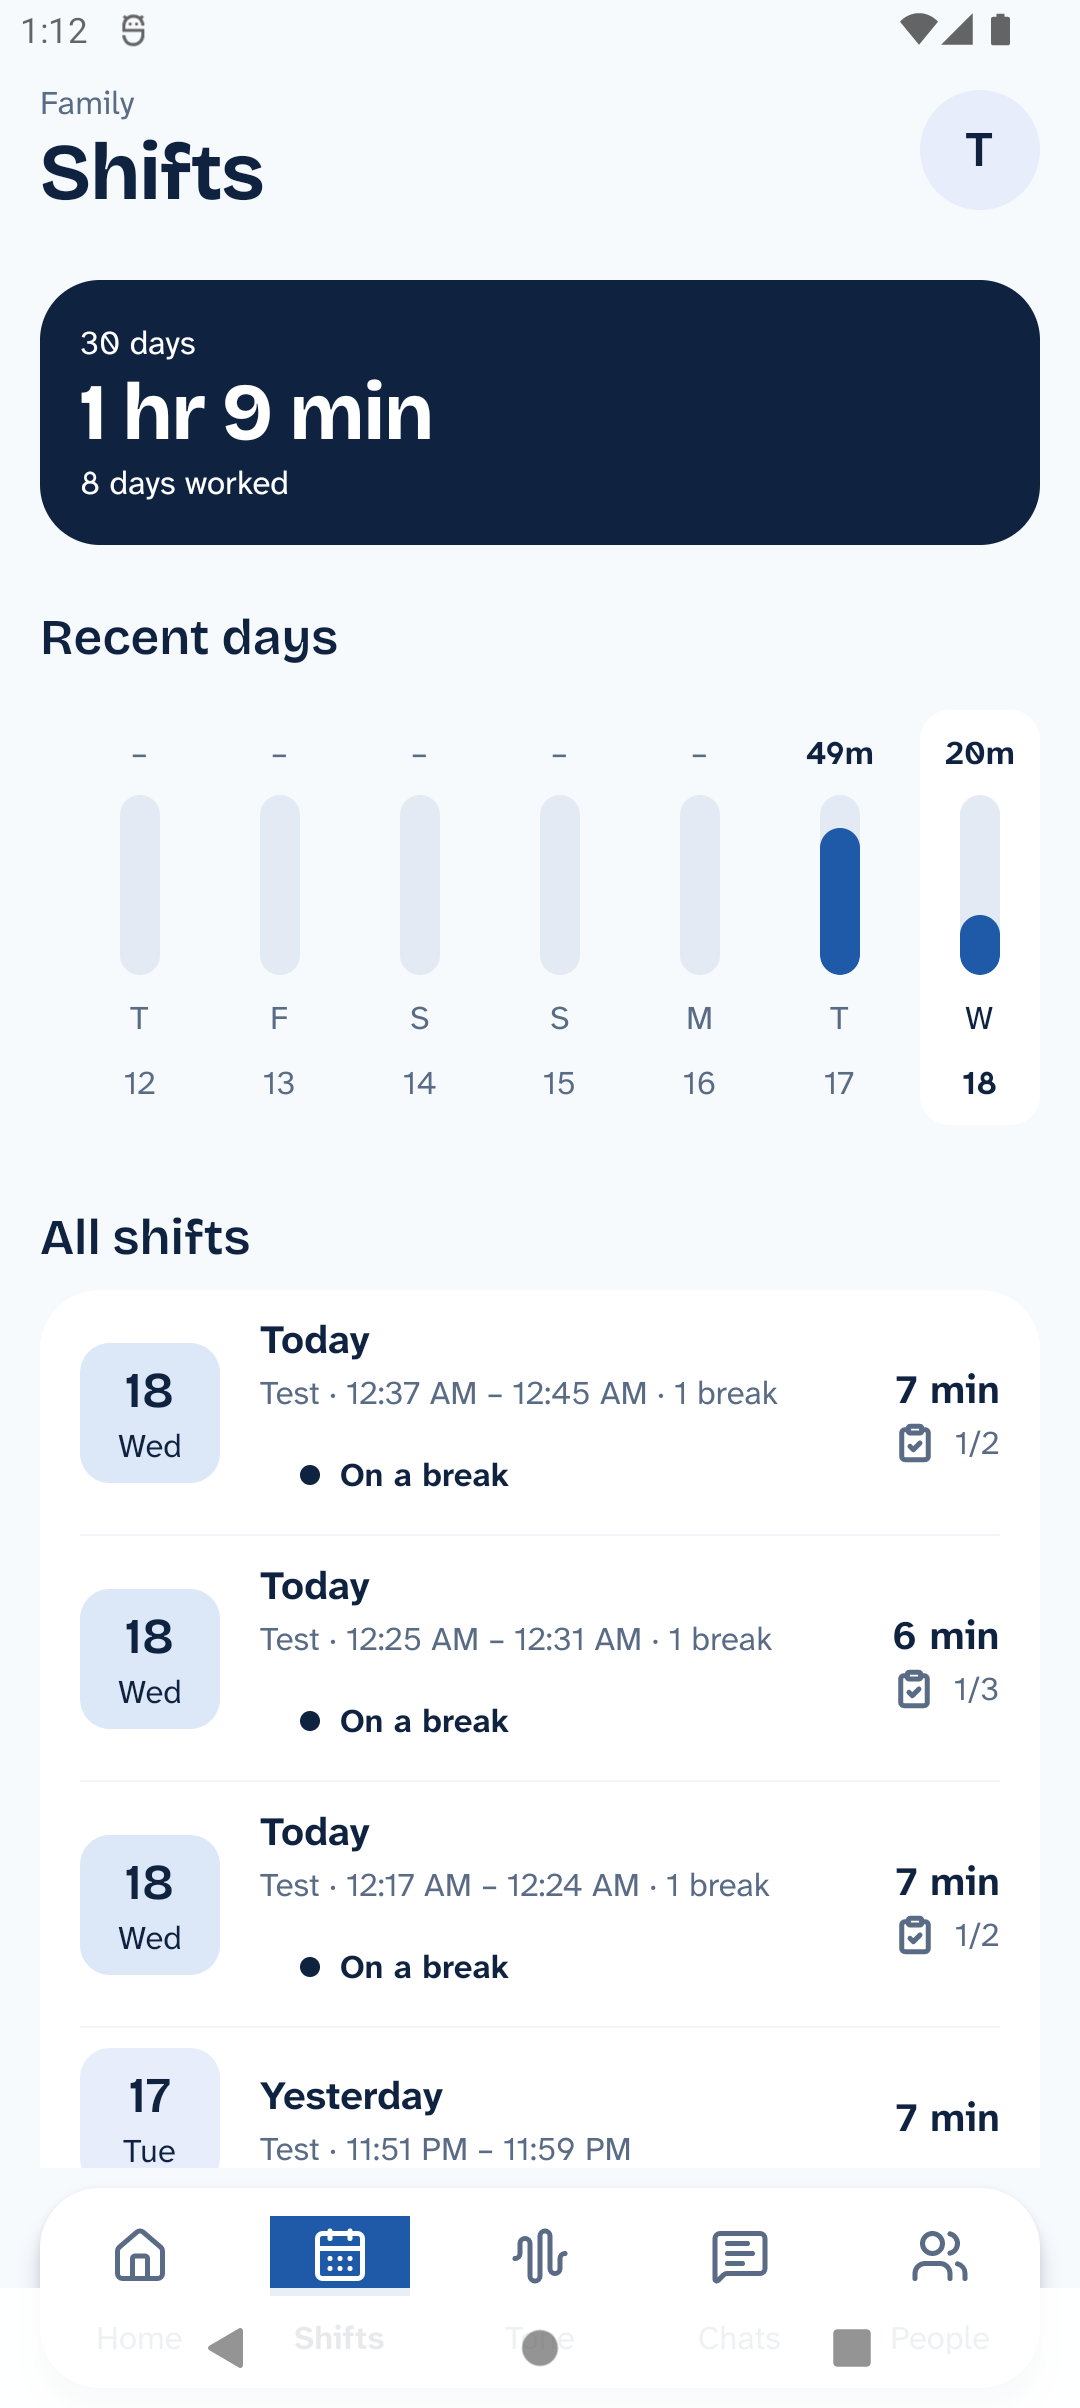 1:12
Family
Shifts
T
30 days
1 hr 9 min
8 days worked
Recent days
– – – – – 49m 20m
T F S S M T W
12 13 14 15 16 17 18
All shifts
18
Wed
Today
Test · 12:37 AM – 12:45 AM · 1 break
On a break
7 min
1/2
18
Wed
Today
Test · 12:25 AM – 12:31 AM · 1 break
On a break
6 min
1/3
18
Wed
Today
Test · 12:17 AM – 12:24 AM · 1 break
On a break
7 min
1/2
17
Tue
Yesterday
Test · 11:51 PM – 11:59 PM
7 min
Home Shifts Chats People